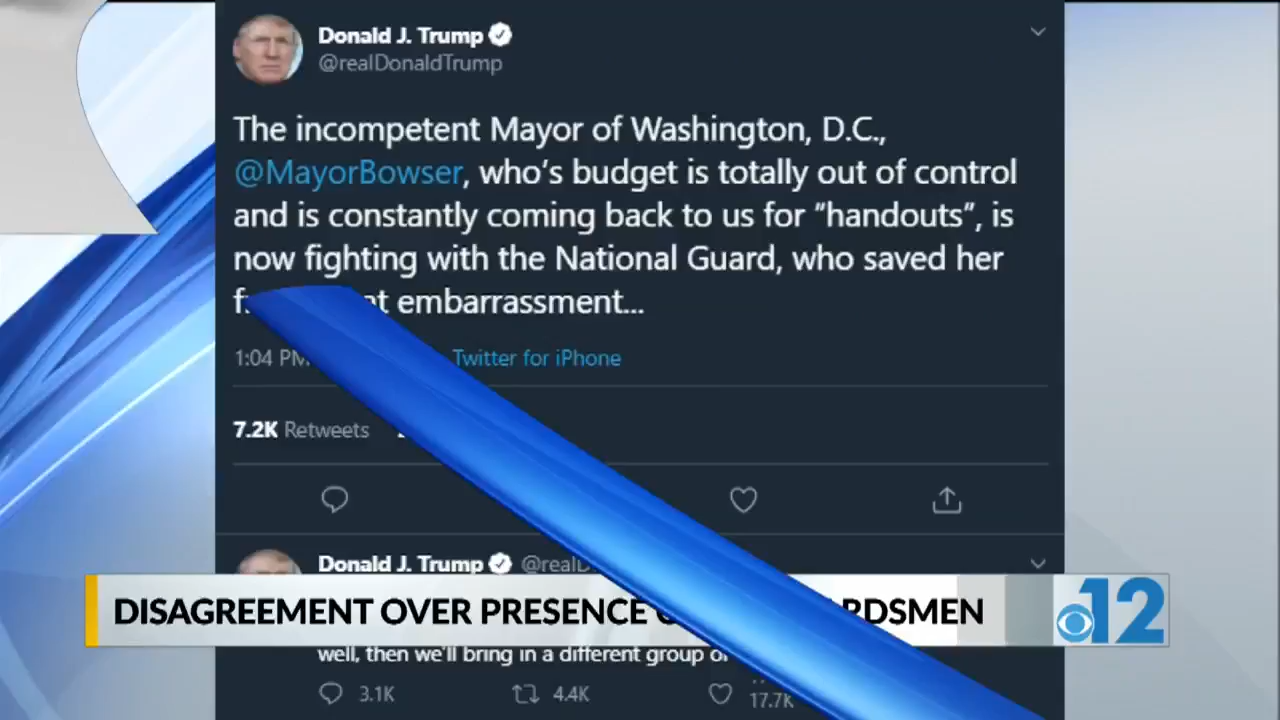 Donald J. Trump
@realDonaldTrump
The incompetent Mayor of Washington, D.C.,
@MayorBowser, who's budget is totally out of control
and is constantly coming back to us for "handouts", is
now fighting with the National Guard, who saved her
embarrassment...
1:04 Twitter for iPhone
7.2K Retweets
Donald J. Trump
DISAGREEMENT OVER PRESENCE
12
well, then we'll bring in a different group
3.1K 4.4K 17.7K